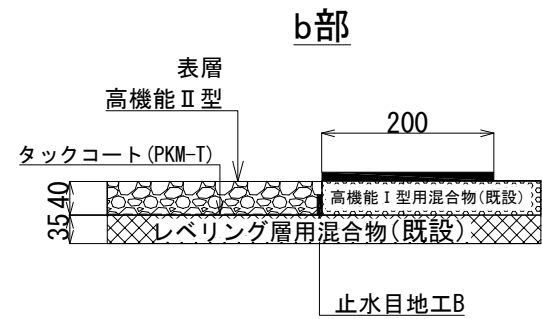 b部
表層
高機能Ⅱ型
200
タックコート(PKM-T)
40
高機能Ⅰ型用混合物(既設)
35
レベリング層用混合物(既設)
止水目地工B